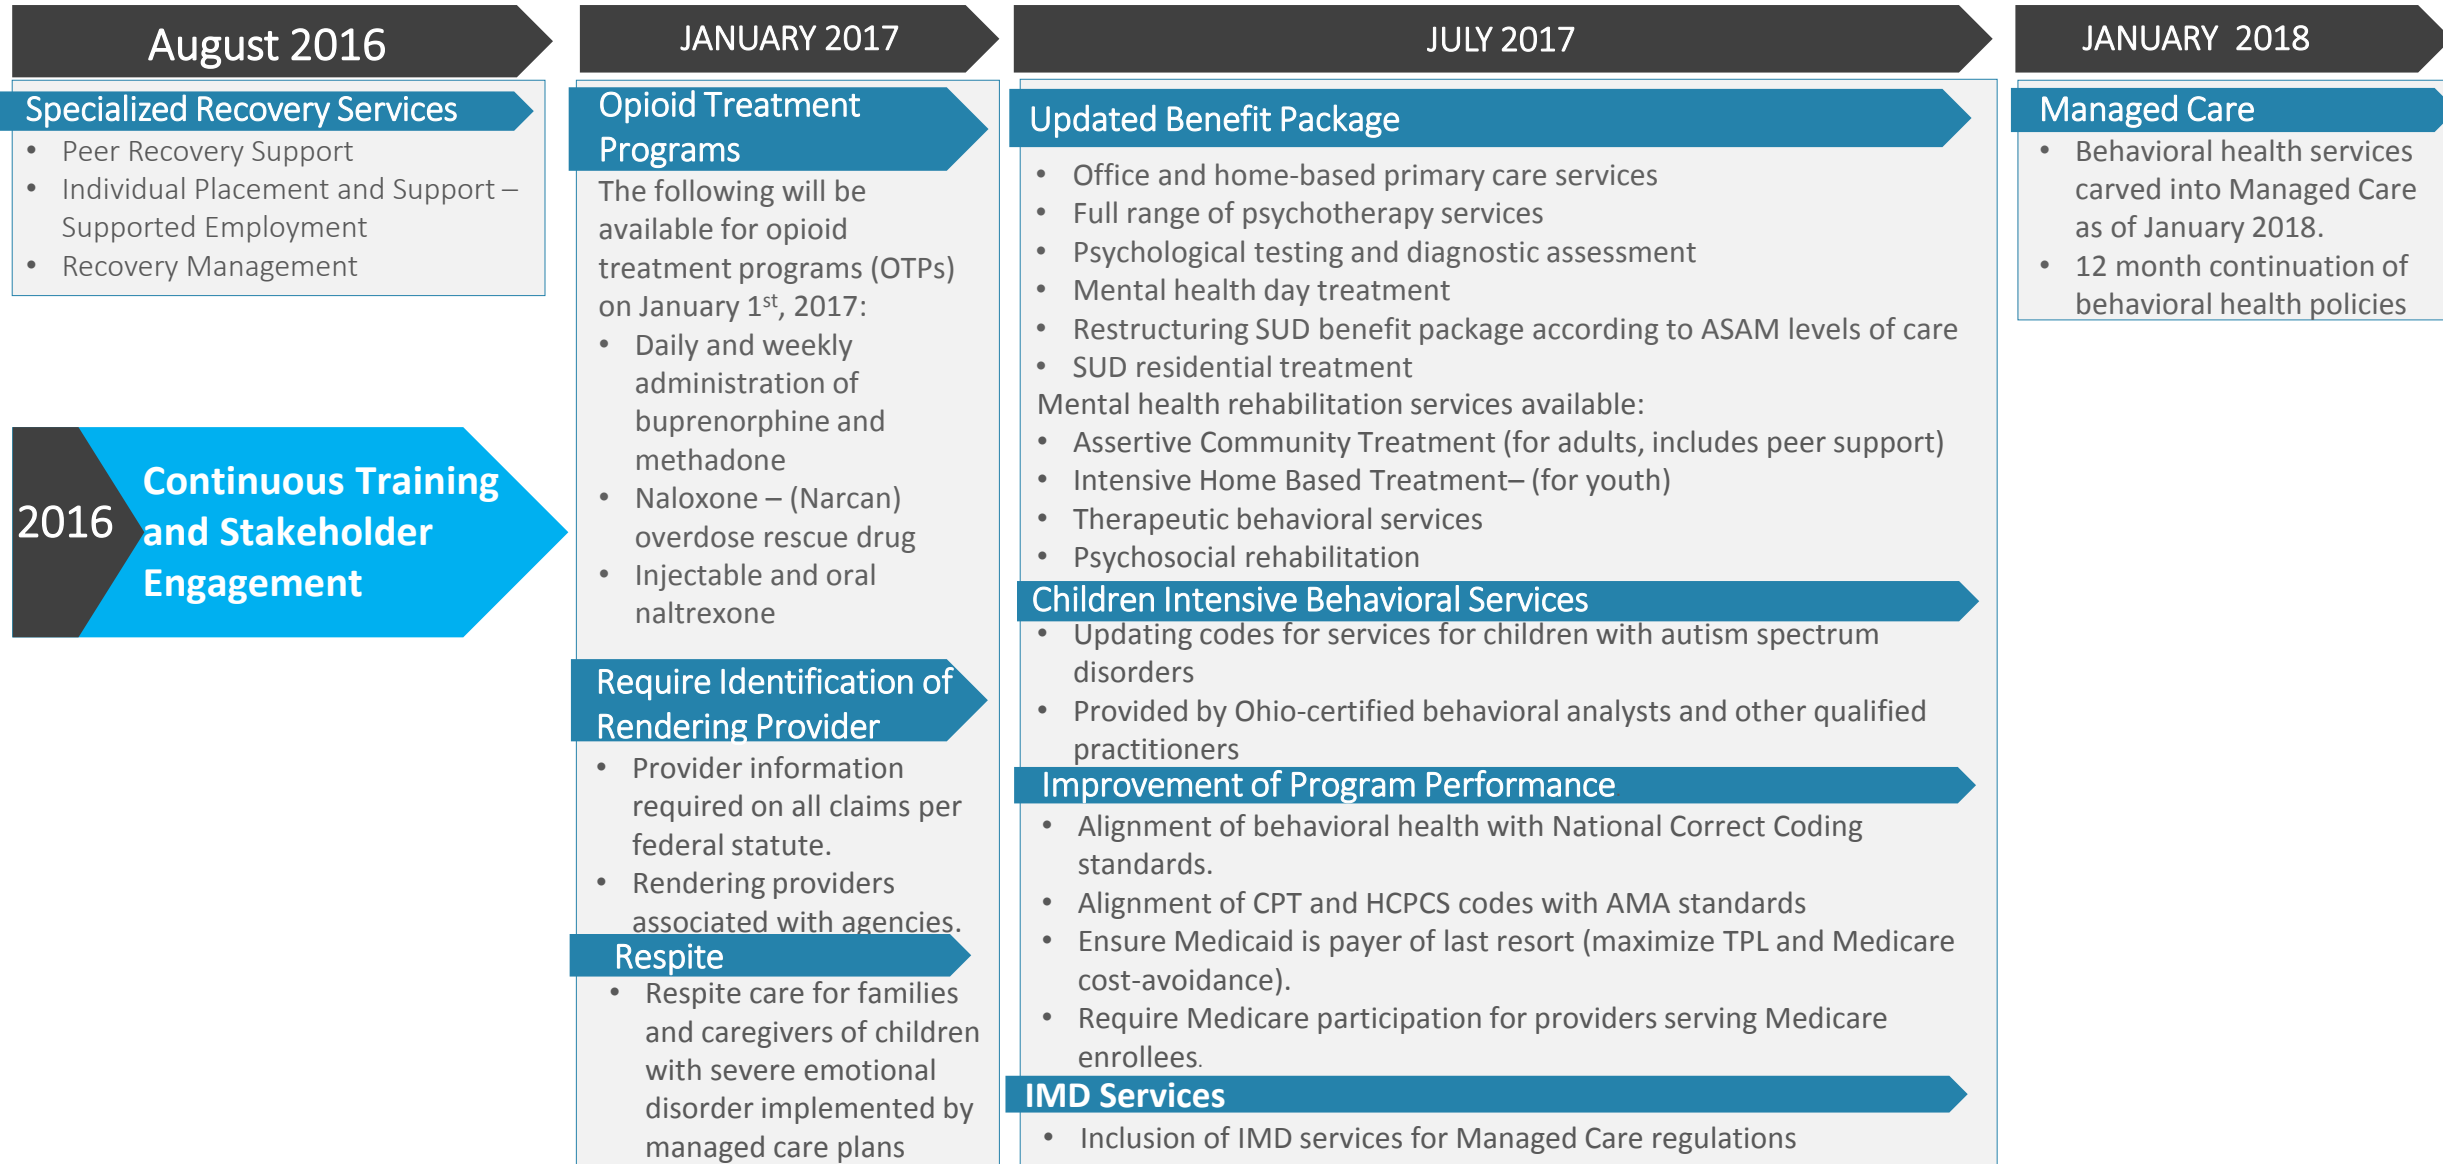 August 2016
Specialized Recovery Services
• Peer Recovery Support
• Individual Placement and Support –
Supported Employment
• Recovery Management
2016
Continuous Training
and Stakeholder
Engagement
JANUARY 2017
Opioid Treatment
Programs
The following will be
available for opioid
treatment programs (OTPs)
on January 1st, 2017:
• Daily and weekly
administration of
buprenorphine and
methadone
• Naloxone – (Narcan)
overdose rescue drug
• Injectable and oral
naltrexone
Require Identification of
Rendering Provider
• Provider information
required on all claims per
federal statute.
• Rendering providers
associated with agencies.
Respite
• Respite care for families
and caregivers of children
with severe emotional
disorder implemented by
managed care plans
JULY 2017
Updated Benefit Package
• Office and home-based primary care services
• Full range of psychotherapy services
• Psychological testing and diagnostic assessment
• Mental health day treatment
• Restructuring SUD benefit package according to ASAM levels of care
• SUD residential treatment
Mental health rehabilitation services available:
• Assertive Community Treatment (for adults, includes peer support)
• Intensive Home Based Treatment– (for youth)
• Therapeutic behavioral services
• Psychosocial rehabilitation
Children Intensive Behavioral Services
• Updating codes for services for children with autism spectrum
disorders
• Provided by Ohio-certified behavioral analysts and other qualified
practitioners
Improvement of Program Performance
• Alignment of behavioral health with National Correct Coding
standards.
• Alignment of CPT and HCPCS codes with AMA standards
• Ensure Medicaid is payer of last resort (maximize TPL and Medicare
cost-avoidance).
• Require Medicare participation for providers serving Medicare
enrollees.
IMD Services
• Inclusion of IMD services for Managed Care regulations
JANUARY 2018
Managed Care
• Behavioral health services
carved into Managed Care
as of January 2018.
• 12 month continuation of
behavioral health policies